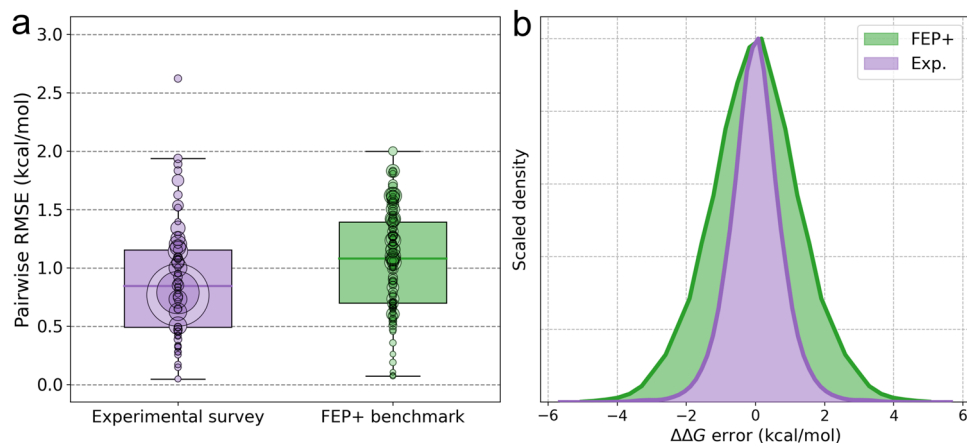 a
3.0
2.5
2.0
1.5
1.0
0.5
0.0
Pairwise RMSE (kcal/mol)
Experimental survey
FEP+ benchmark
b
FEP+
Exp.
Scaled density
−6
−4
−2
0
2
4
6
ΔΔG error (kcal/mol)